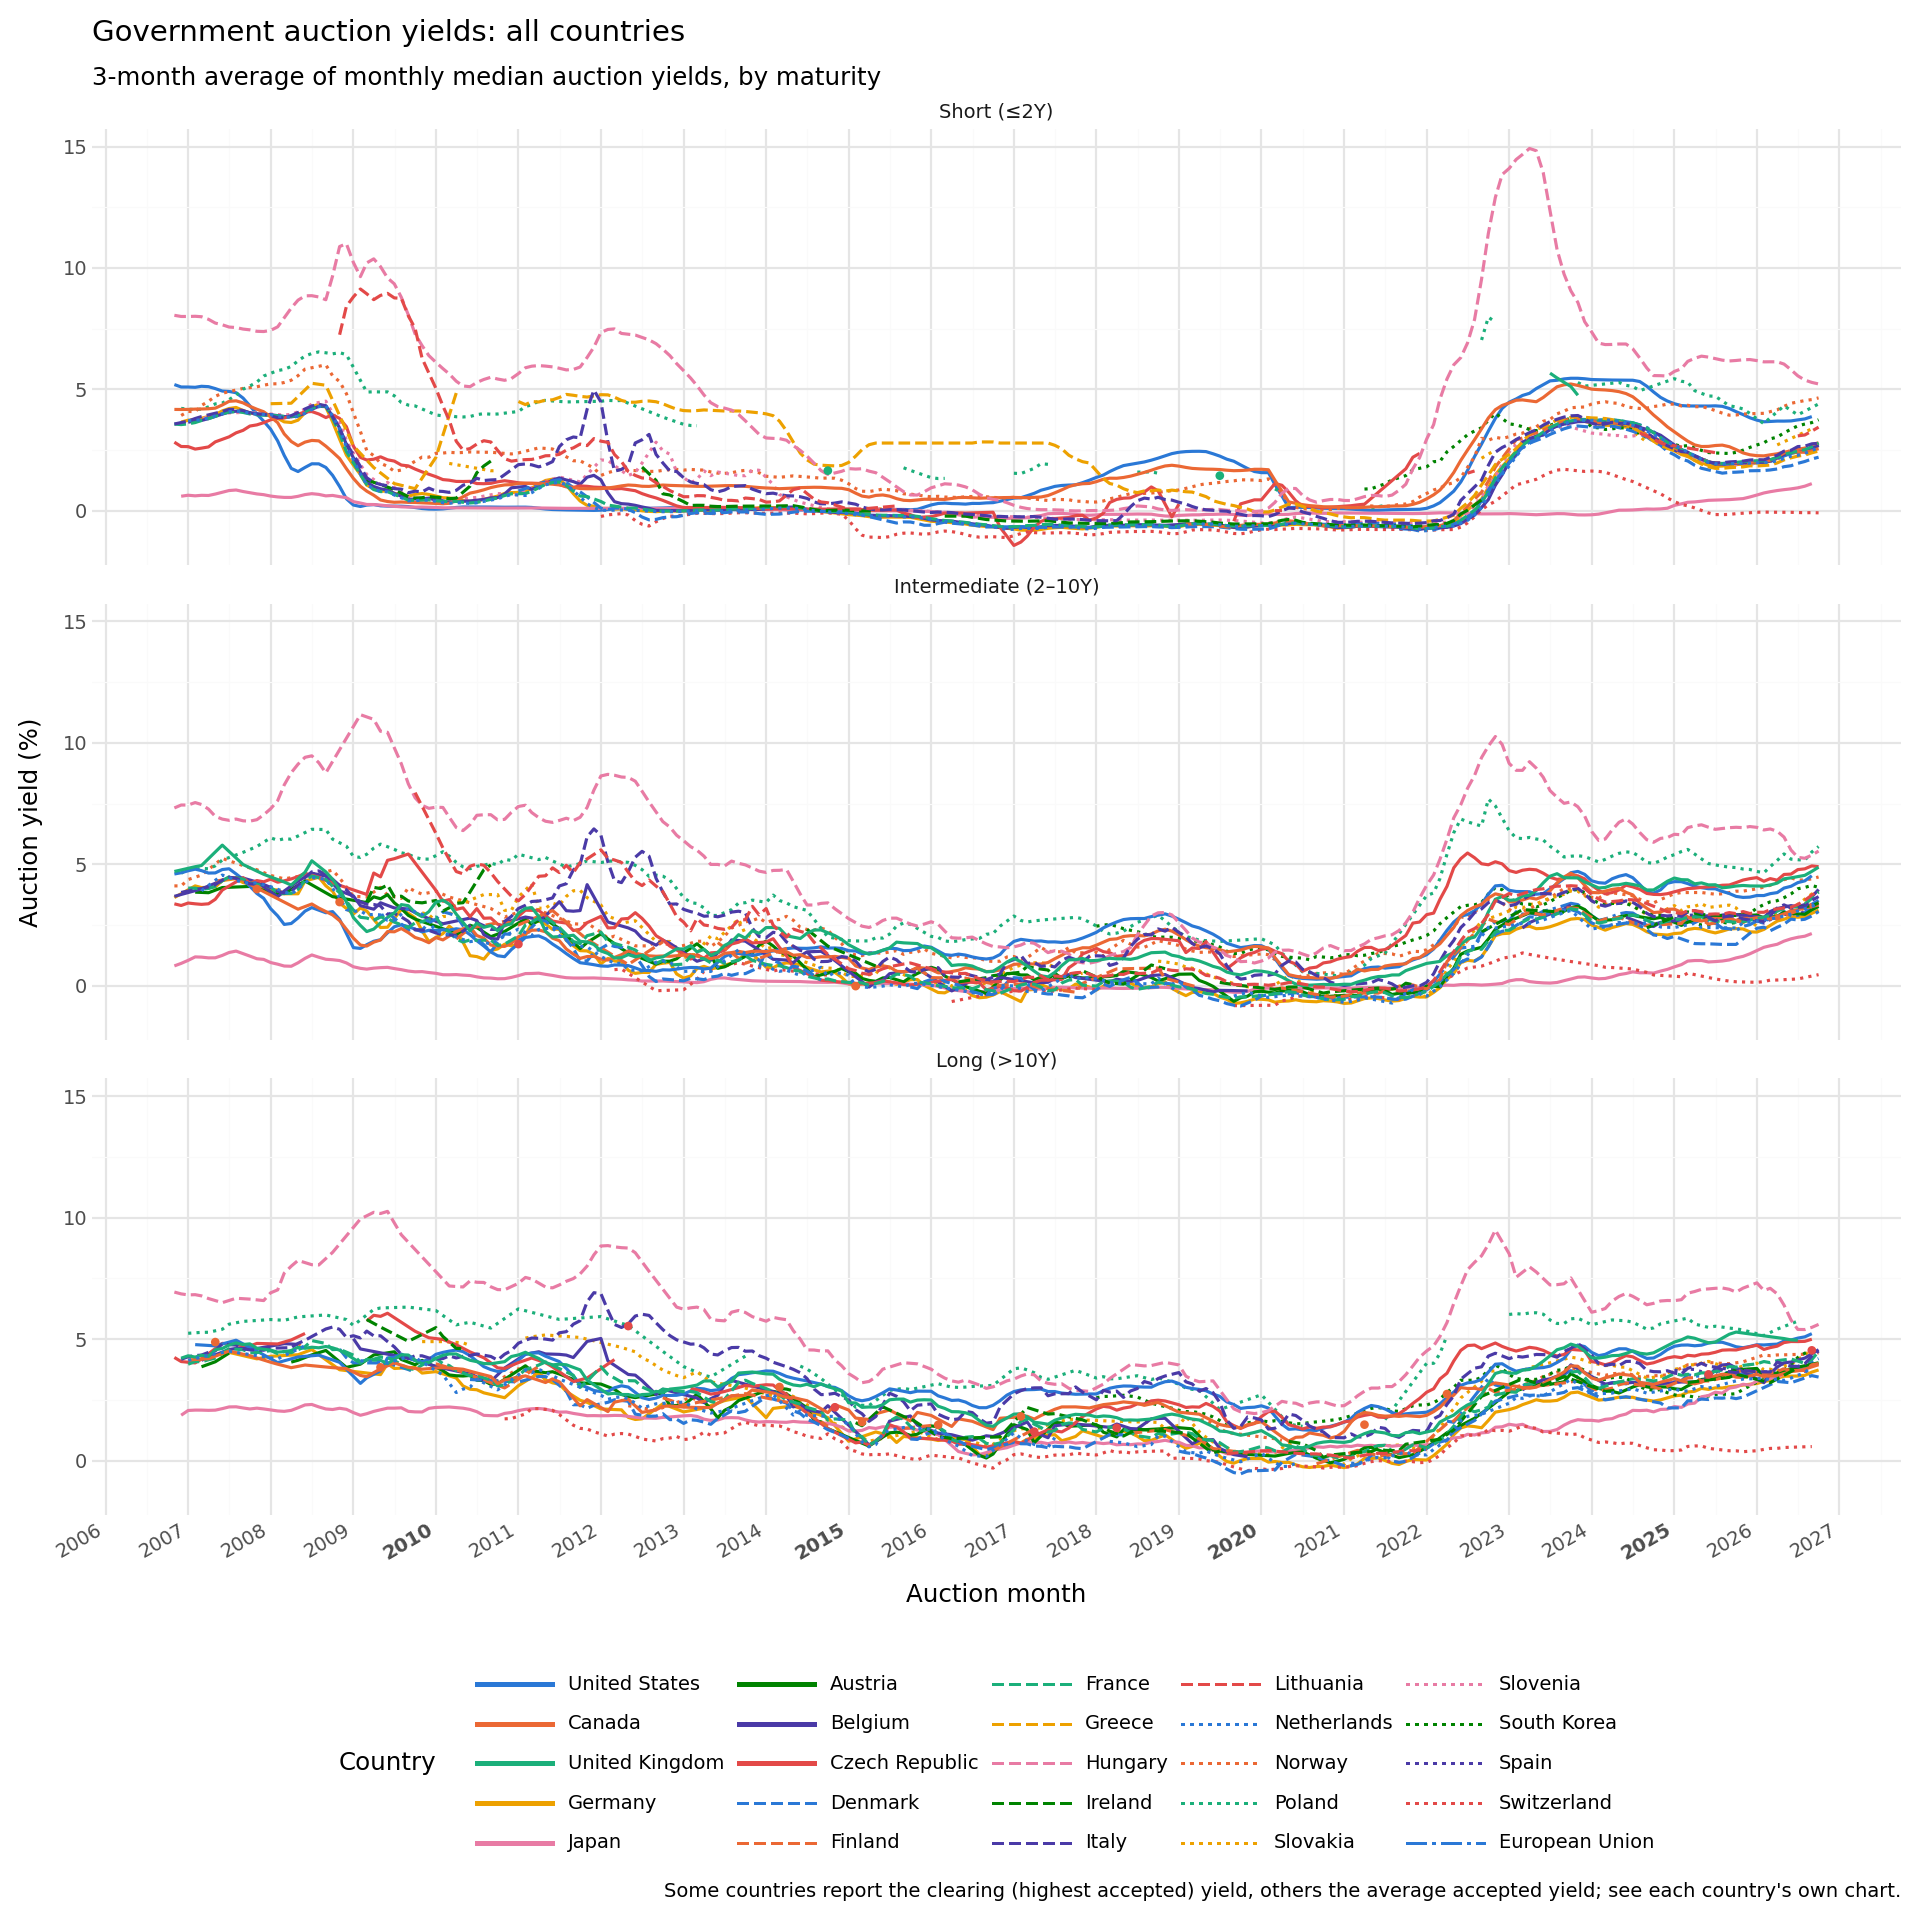 Government auction yields: all countries
3-month average of monthly median auction yields, by maturity
Short (≤2Y)
15
10
5
0
Intermediate (2–10Y)
15
10
5
0
Auction yield (%)
Long (>10Y)
15
10
5
0
2006 2007 2008 2009 2010 2011 2012 2013 2014 2015 2016 2017 2018 2019 2020 2021 2022 2023 2024 2025 2026 2027
Auction month
Country
United States Austria France Lithuania Slovenia
Canada Belgium Greece Netherlands South Korea
United Kingdom Czech Republic Hungary Norway Spain
Germany Denmark Ireland Poland Switzerland
Japan Finland Italy Slovakia European Union
Some countries report the clearing (highest accepted) yield, others the average accepted yield; see each country's own chart.